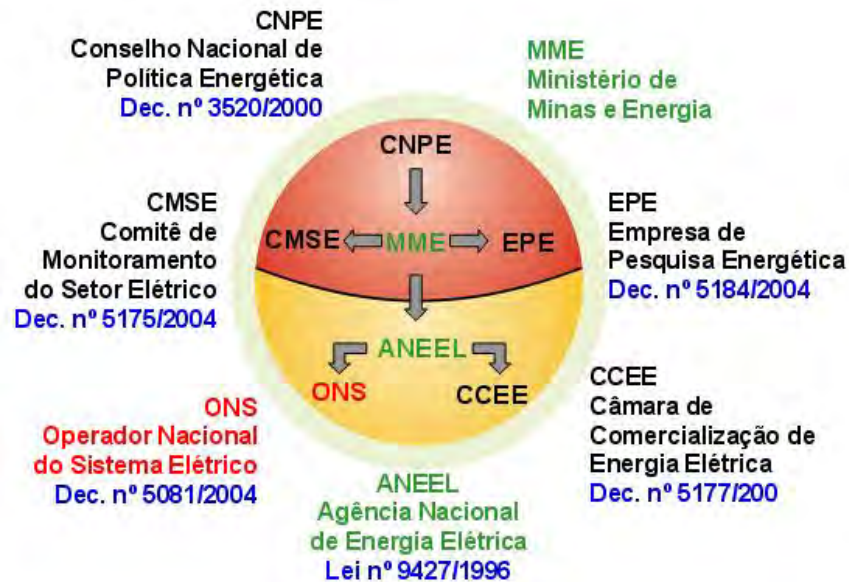 CNPE
Conselho Nacional de
Política Energética
Dec. nº 3520/2000
MME
Ministério de
Minas e Energia
CNPE
CMSE
Comitê de
Monitoramento
do Setor Elétrico
Dec. nº 5175/2004
CMSE
MME
EPE
EPE
Empresa de
Pesquisa Energética
Dec. nº 5184/2004
ANEEL
ONS
CCEE
ONS
Operador Nacional
do Sistema Elétrico
Dec. nº 5081/2004
ANEEL
Agência Nacional
de Energia Elétrica
Lei nº 9427/1996
CCEE
Câmara de
Comercialização de
Energia Elétrica
Dec. nº 5177/200